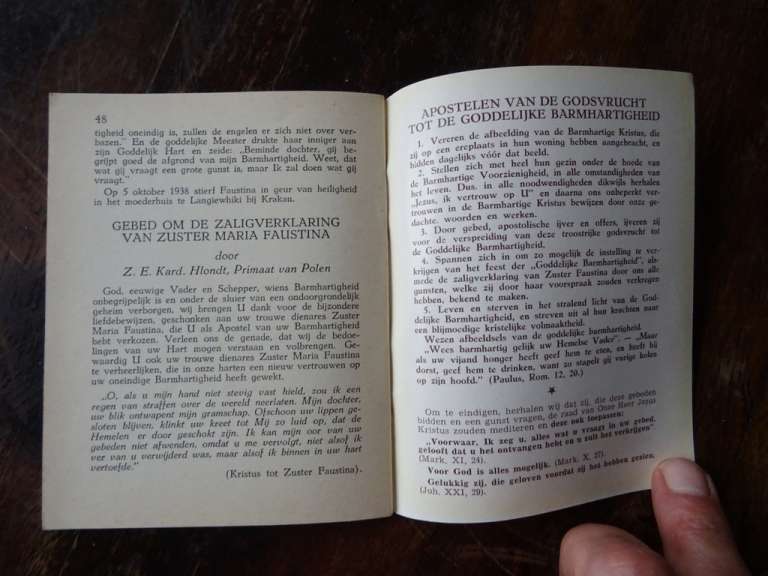 48
tigheid oneindig is, zullen de engelen er zich niet over ver-
bazen." En de goddelijke Meester drukte haar inniger aan
zijn Goddelijk Hart en zeide: „Beminde dochter, gij be-
grijpt goed de afgrond van mijn Barmhartigheid. Weet, dat
wat gij vraagt een grote gunst is, maar Ik zal doen wat gij
vraagt."
Op 5 oktober 1938 stierf Faustina in geur van heiligheid
in het moederhuis te Langiewhiki bij Krakau.
GEBED OM DE ZALIGVERKLARING
VAN ZUSTER MARIA FAUSTINA
door
Z. E. Kard. Hlondt, Primaat van Polen
God, eeuwige Vader en Schepper, wiens Barmhartigheid
onbegrijpelijk is en onder de sluier van een ondoorgrondelijk
geheim verborgen, wij brengen U dank voor de bijzondere
liefdebewijzen, geschonken aan uw trouwe dienares Zuster
Maria Faustina, die U als Apostel van uw Barmhartigheid
hebt verkozen. Verleen ons de genade, dat wij de bedoe-
lingen van uw Hart mogen verstaan en volbrengen. Ge-
waardig U ook uw trouwe dienares Zuster Maria Faustina
te verheerlijken, die in onze harten een nieuw vertrouwen op
uw oneindige Barmhartigheid heeft gewekt.
„O, als u mijn hand niet stevig vast hield, zou ik een
regen van straffen over de wereld neerlaten. Mijn dochter,
uw blik ontwapent mijn gramschap. Ofschoon uw lippen ge-
sloten blijven, klinkt uw kreet tot Mij zo luid op, dat de
Hemelen er door geschokt zijn. Ik kan mijn oor van uw
gebeden niet afwenden, omdat u me vervolgt, niet alsof ik
ver van u verwijderd was, maar alsof ik binnen in uw hart
vertoefde."
(Kristus tot Zuster Faustina).
APOSTELEN VAN DE GODSVRUCHT
TOT DE GODDELIJKE BARMHARTIGHEID
1. Vereren de afbeelding van de Barmhartige Kristus, die
zij op een ereplaats in hun woning hebben aangebracht, en
bidden dagelijks vóór dat beeld.
2. Stellen zich met heel hun gezin onder de hoede van
de Barmhartige Voorzienigheid, in alle omstandigheden van
het leven. Dus. in alle noodwendigheden dikwijls herhalen
„Jezus, ik vertrouw op U" en daarna ons onbeperkt ver-
trouwen in de Barmhartige Kristus bewijzen door onze ge-
dachte. woorden en werken.
3. Door gebed, apostolische ijver en offers, ijveren zij
voor de verspreiding van deze troostrijke godsvrucht tot
de Goddelijke Barmhartigheid.
4. Spannen zich in om zo mogelijk de instelling te ver-
krijgen van het feest der „Goddelijke Barmhartigheid", als-
mede de zaligverklaring van Zuster Faustina door om alle
gunsten, welke zij door haar voorspraak zouden verkregen
hebben, bekend te maken.
5. Leven en sterven in het stralend licht van de God-
delijke Barmhartigheid, en streven uit al hun krachten naar
een blijmoedige kristelijke volmaaktheid.
Wezen afbeeldsels van de goddelijke barmhartigheid.
„Wees barmhartig gelijk uw Hemelse Vader". — „Maar
als uw vijand honger heeft geef hem te eten, en heeft hij
dorst, geef hem te drinken, want zo stapelt gij vurige kolen
op zijn hoofd." (Paulus, Rom. 12, 20.)
Om te eindigen, herhalen wij dat zij, die deze gebeden
bidden en een gunst vragen, de raad van Onze Heer Jezus
Kristus zouden mediteren en deze ook toepassen:
„Voorwaar, Ik zeg u, alles wat u vraagt in uw gebed,
gelooft dat u het ontvangen hebt en u zult het verkrijgen"
(Mark. XI, 24).
Voor God is alles mogelijk. (Mark. X, 27).
Gelukkig zij, die geloven voordat zij het hebben gezien.
(Joh. XXI, 29).